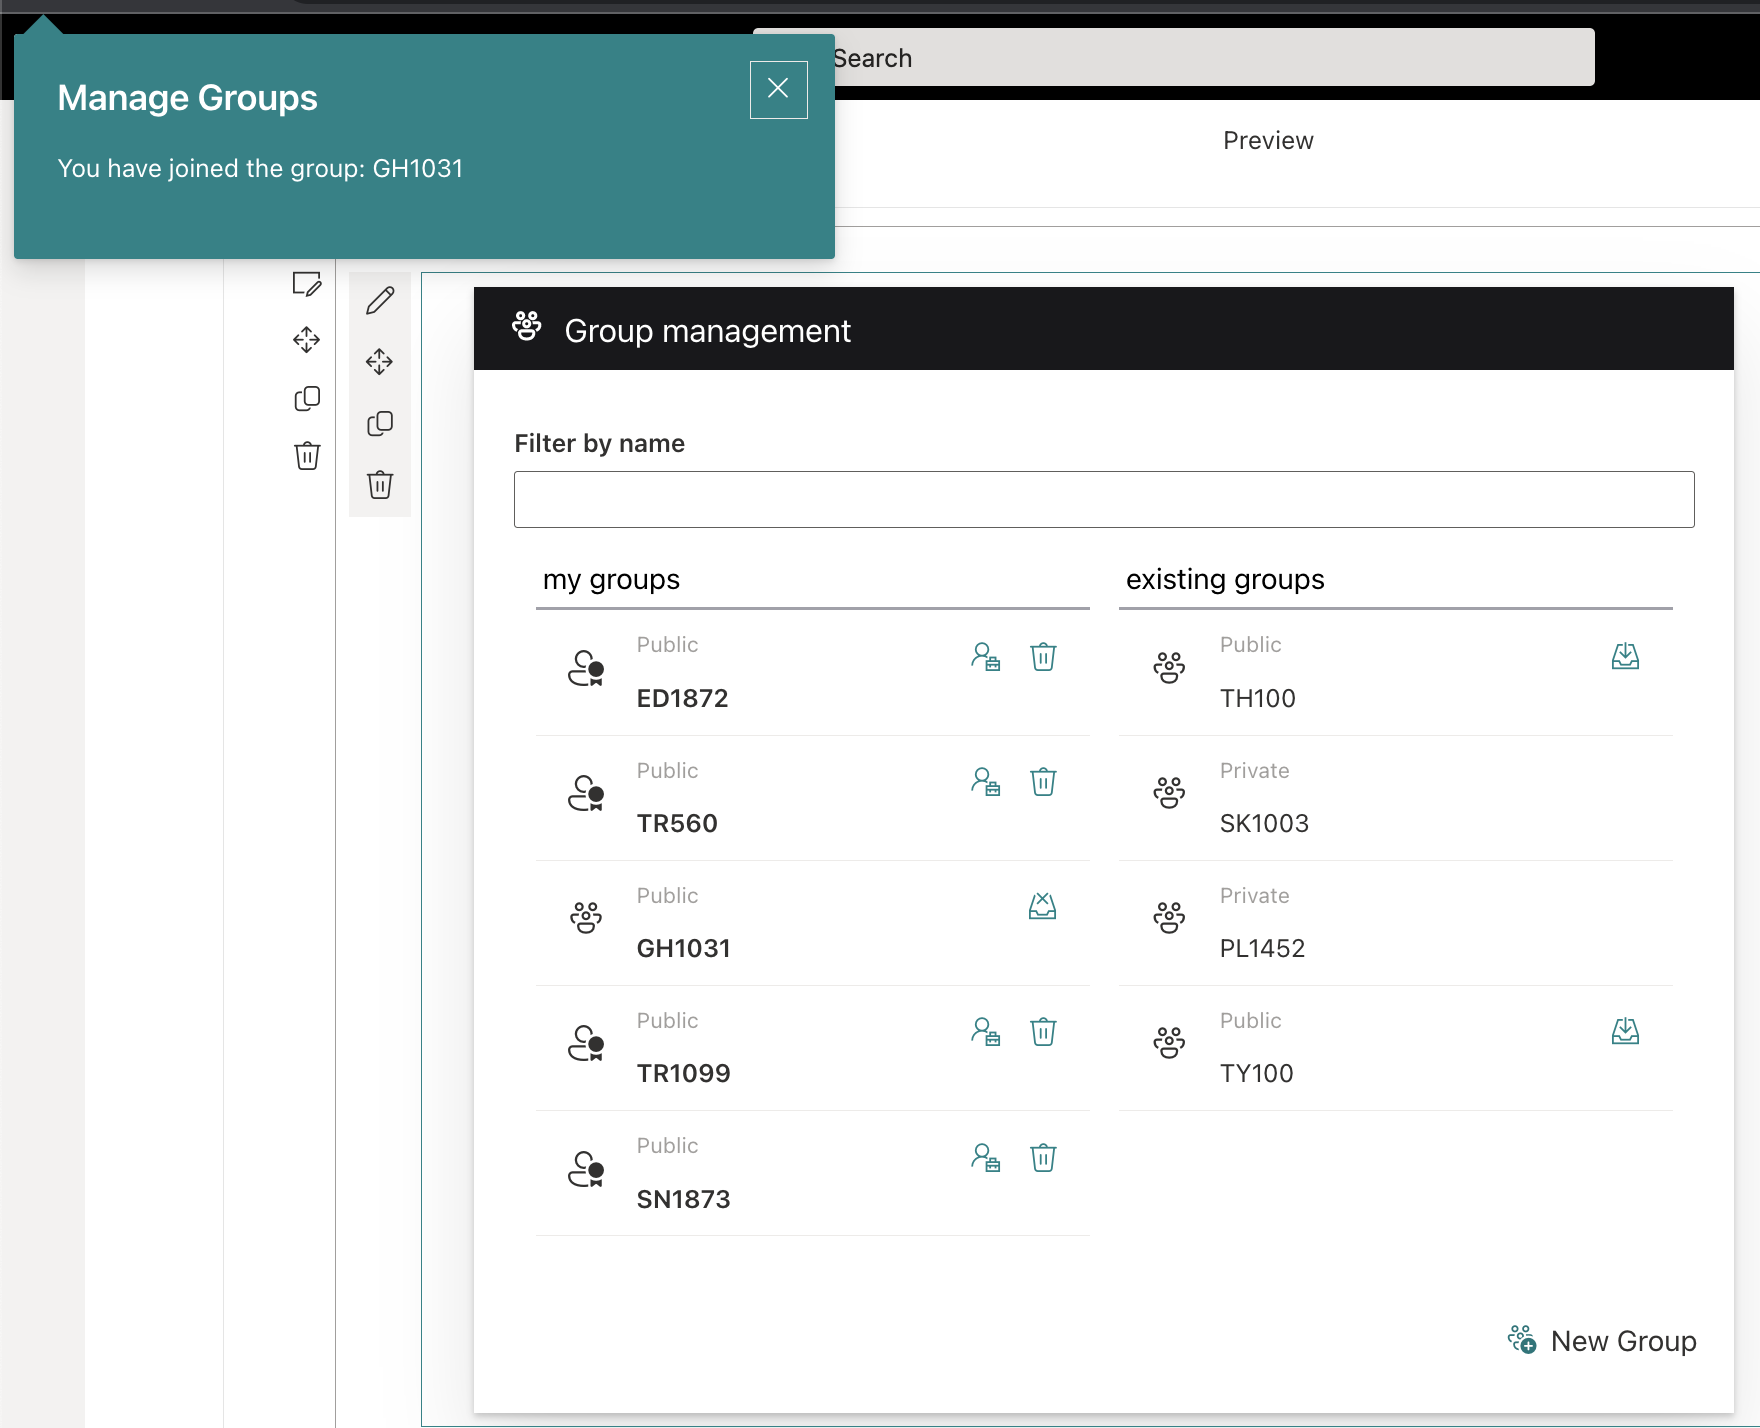 Search
Manage Groups
You have joined the group: GH1031
Preview
Group management
Filter by name
my groups
Public
ED1872
Public
TR560
Public
GH1031
Public
TR1099
Public
SN1873
existing groups
Public
TH100
Private
SK1003
Private
PL1452
Public
TY100
New Group